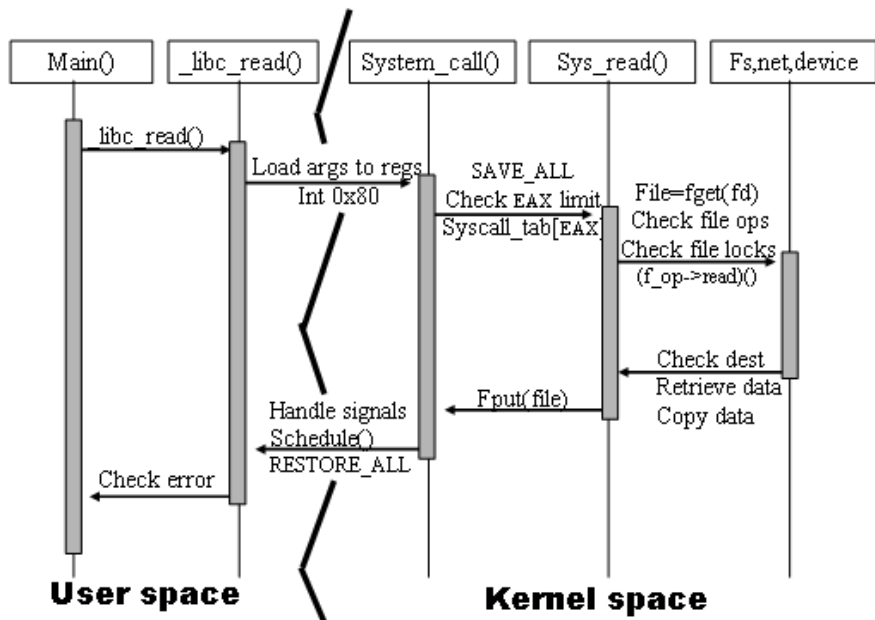 Main()
_libc_read()
System_call()
Sys_read()
Fs,net,device
_libc_read()
Load args to regs
Int 0x80
SAVE_ALL
Check EAX limit
Syscall_tab[EAX]
File=fget(fd)
Check file ops
Check file locks
(f_op->read)()
Check dest
Retrieve data
Copy data
Fput(file)
Handle signals
Schedule()
RESTORE_ALL
Check error
User space
Kernel space